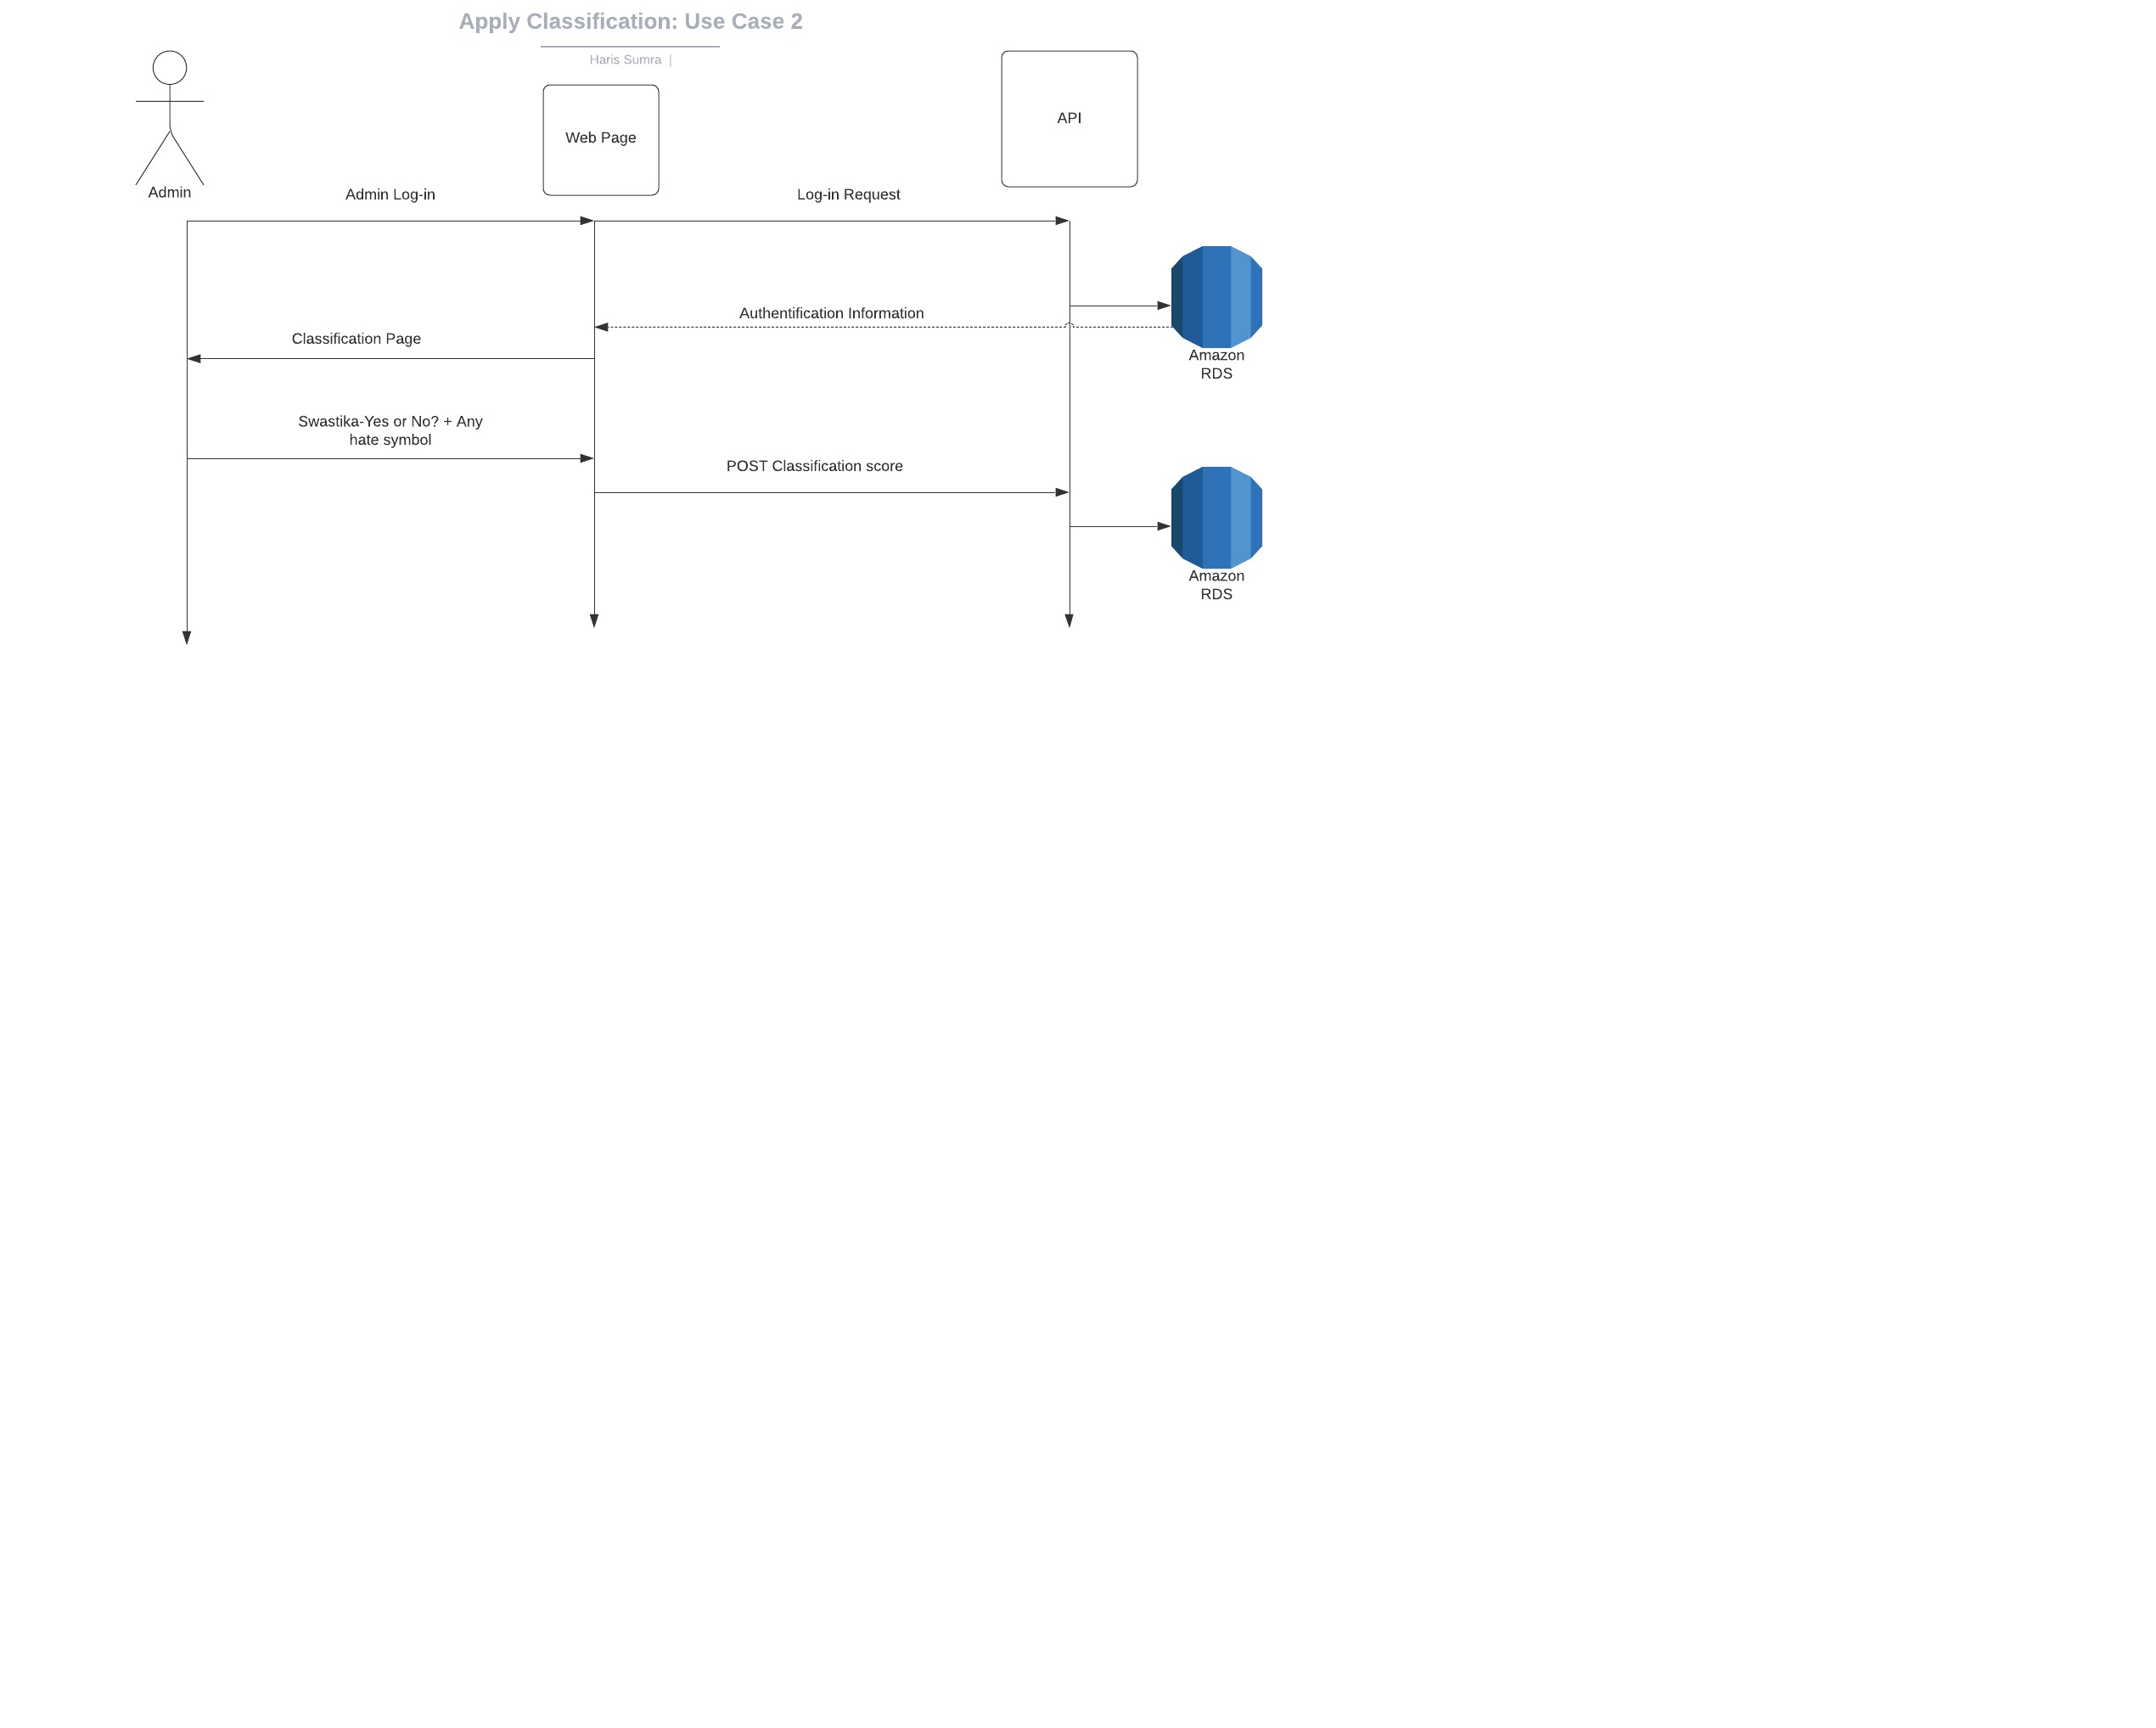 Apply Classification: Use Case 2
Haris Sumra |
Web Page
API
Admin
Admin Log-in
Log-in Request
Authentification Information
Classification Page
Amazon
RDS
Swastika-Yes or No? + Any
hate symbol
POST Classification score
Amazon
RDS